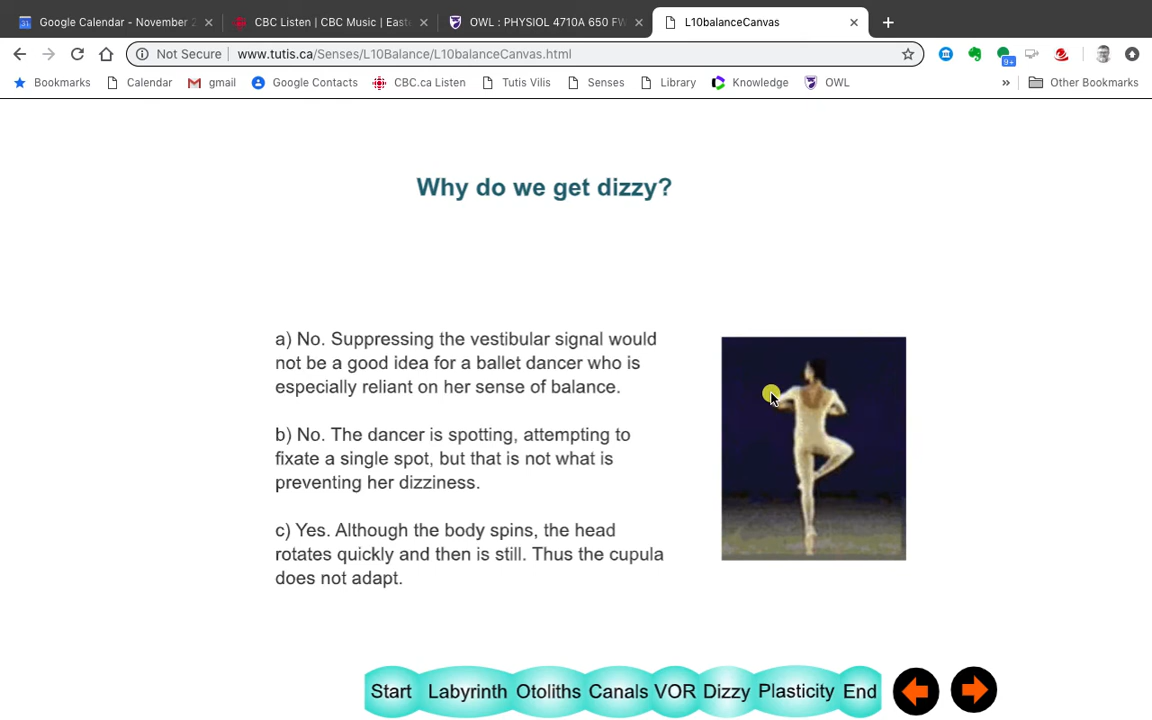 Google Calendar - November 2
CBC Listen | CBC Music | Easte
OWL : PHYSIOL 4710A 650 FW
L10balanceCanvas
Not Secure
www.tutis.ca/Senses/L10Balance/L10balanceCanvas.html
9+
Bookmarks
Calendar
gmail
Google Contacts
CBC.ca Listen
Tutis Vilis
Senses
Library
Knowledge
OWL
»
Other Bookmarks
Why do we get dizzy?
a) No. Suppressing the vestibular signal would
not be a good idea for a ballet dancer who is
especially reliant on her sense of balance.
b) No. The dancer is spotting, attempting to
fixate a single spot, but that is not what is
preventing her dizziness.
c) Yes. Although the body spins, the head
rotates quickly and then is still. Thus the cupula
does not adapt.
Start
Labyrinth
Otoliths
Canals
VOR
Dizzy
Plasticity
End